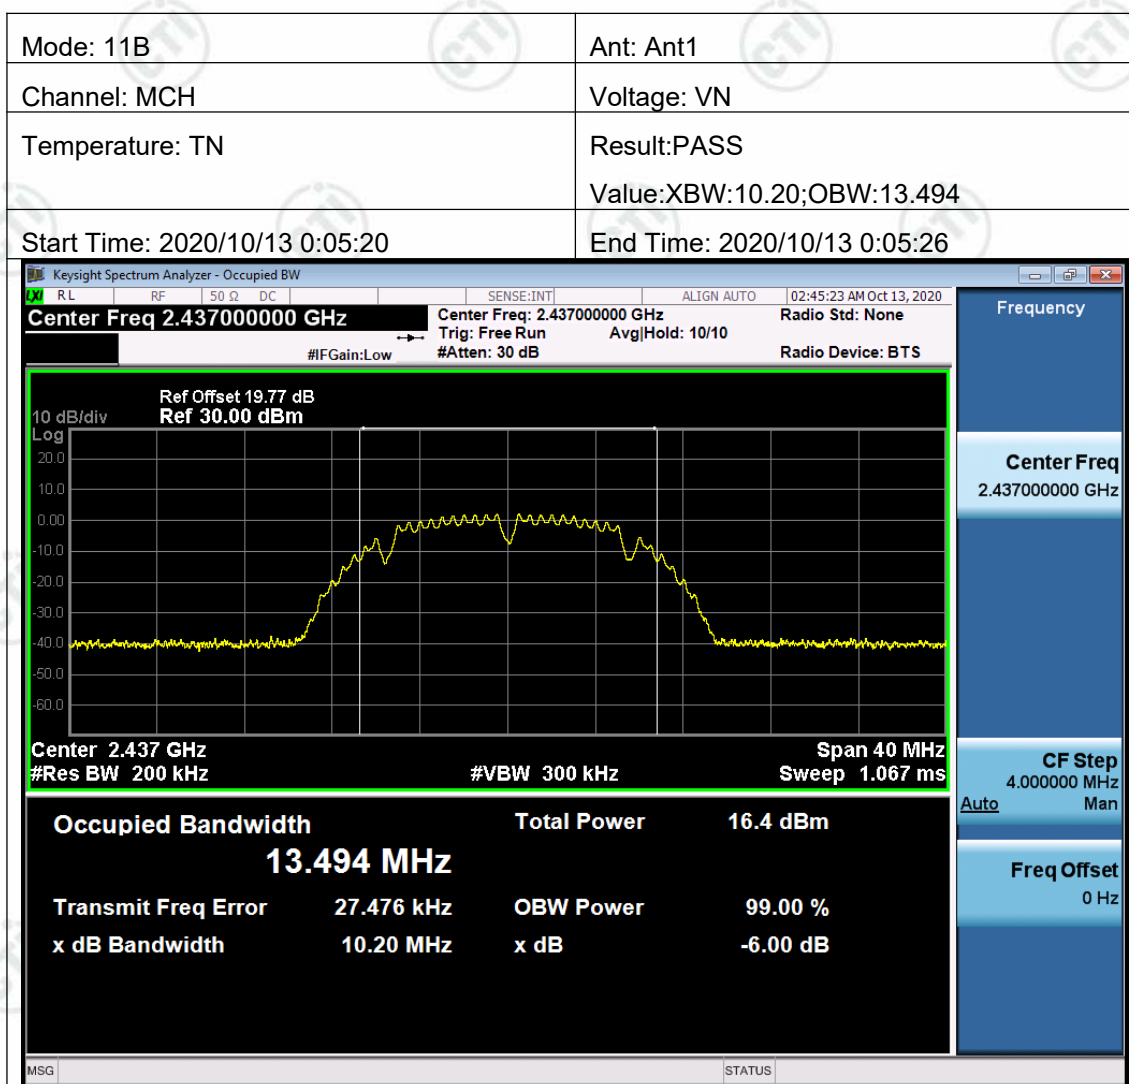 Mode: 11B
Ant: Ant1
Channel: MCH
Voltage: VN
Temperature: TN
Result:PASS
Value:XBW:10.20;OBW:13.494
Start Time: 2020/10/13 0:05:20
End Time: 2020/10/13 0:05:26
Keysight Spectrum Analyzer - Occupied BW
LXI RL RF 50 Ω DC SENSE:INT ALIGN AUTO 02:45:23 AM Oct 13, 2020
Center Freq 2.437000000 GHz
Center Freq: 2.437000000 GHz
Radio Std: None
Trig: Free Run Avg|Hold: 10/10
#IFGain:Low
#Atten: 30 dB
Radio Device: BTS
Ref Offset 19.77 dB
10 dB/div Ref 30.00 dBm
Log
20.0
10.0
0.00
-10.0
-20.0
-30.0
-40.0
-50.0
-60.0
Center 2.437 GHz
Span 40 MHz
#Res BW 200 kHz
#VBW 300 kHz
Sweep 1.067 ms
Occupied Bandwidth
Total Power 16.4 dBm
13.494 MHz
Transmit Freq Error 27.476 kHz
OBW Power 99.00 %
x dB Bandwidth 10.20 MHz
x dB -6.00 dB
MSG
STATUS
Frequency
Center Freq
2.437000000 GHz
CF Step
4.000000 MHz
Auto Man
Freq Offset
0 Hz
CTI
CTI
CTI
CTI
CTI
CTI
CTI
CTI